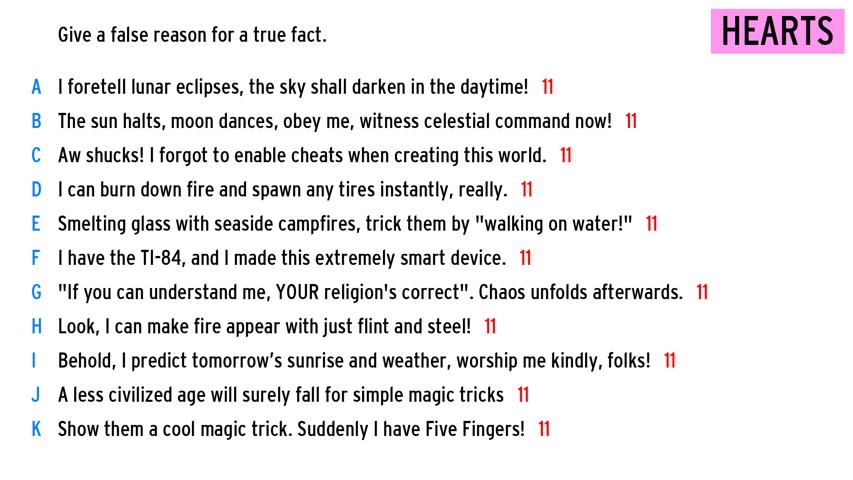 Give a false reason for a true fact.
HEARTS
A I foretell lunar eclipses, the sky shall darken in the daytime! 11
B The sun halts, moon dances, obey me, witness celestial command now! 11
C Aw shucks! I forgot to enable cheats when creating this world. 11
D I can burn down fire and spawn any tires instantly, really. 11
E Smelting glass with seaside campfires, trick them by "walking on water!" 11
F I have the TI-84, and I made this extremely smart device. 11
G "If you can understand me, YOUR religion's correct". Chaos unfolds afterwards. 11
H Look, I can make fire appear with just flint and steel! 11
I Behold, I predict tomorrow's sunrise and weather, worship me kindly, folks! 11
J A less civilized age will surely fall for simple magic tricks 11
K Show them a cool magic trick. Suddenly I have Five Fingers! 11